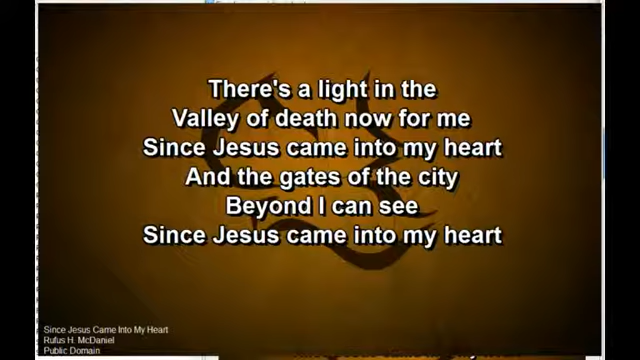 There's a light in the
Valley of death now for me
Since Jesus came into my heart
And the gates of the city
Beyond I can see
Since Jesus came into my heart
Since Jesus Came Into My Heart
Rufus H. McDaniel
Public Domain